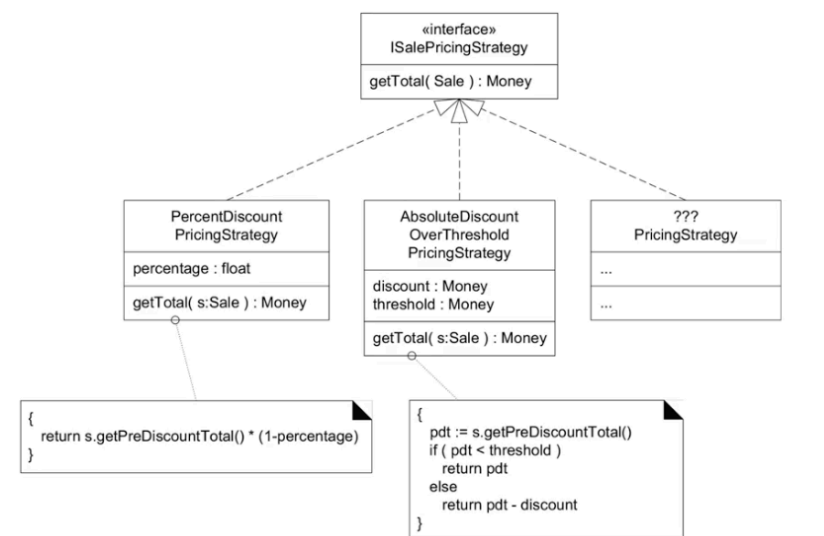 «interface»
ISalePricingStrategy
getTotal( Sale ) : Money
PercentDiscount
PricingStrategy
percentage : float
getTotal( s:Sale ) : Money
AbsoluteDiscount
OverThreshold
PricingStrategy
discount : Money
threshold : Money
getTotal( s:Sale ) : Money
???
PricingStrategy
...
...
{
return s.getPreDiscountTotal() * (1-percentage)
}
{
pdt := s.getPreDiscountTotal()
if ( pdt < threshold )
return pdt
else
return pdt - discount
}